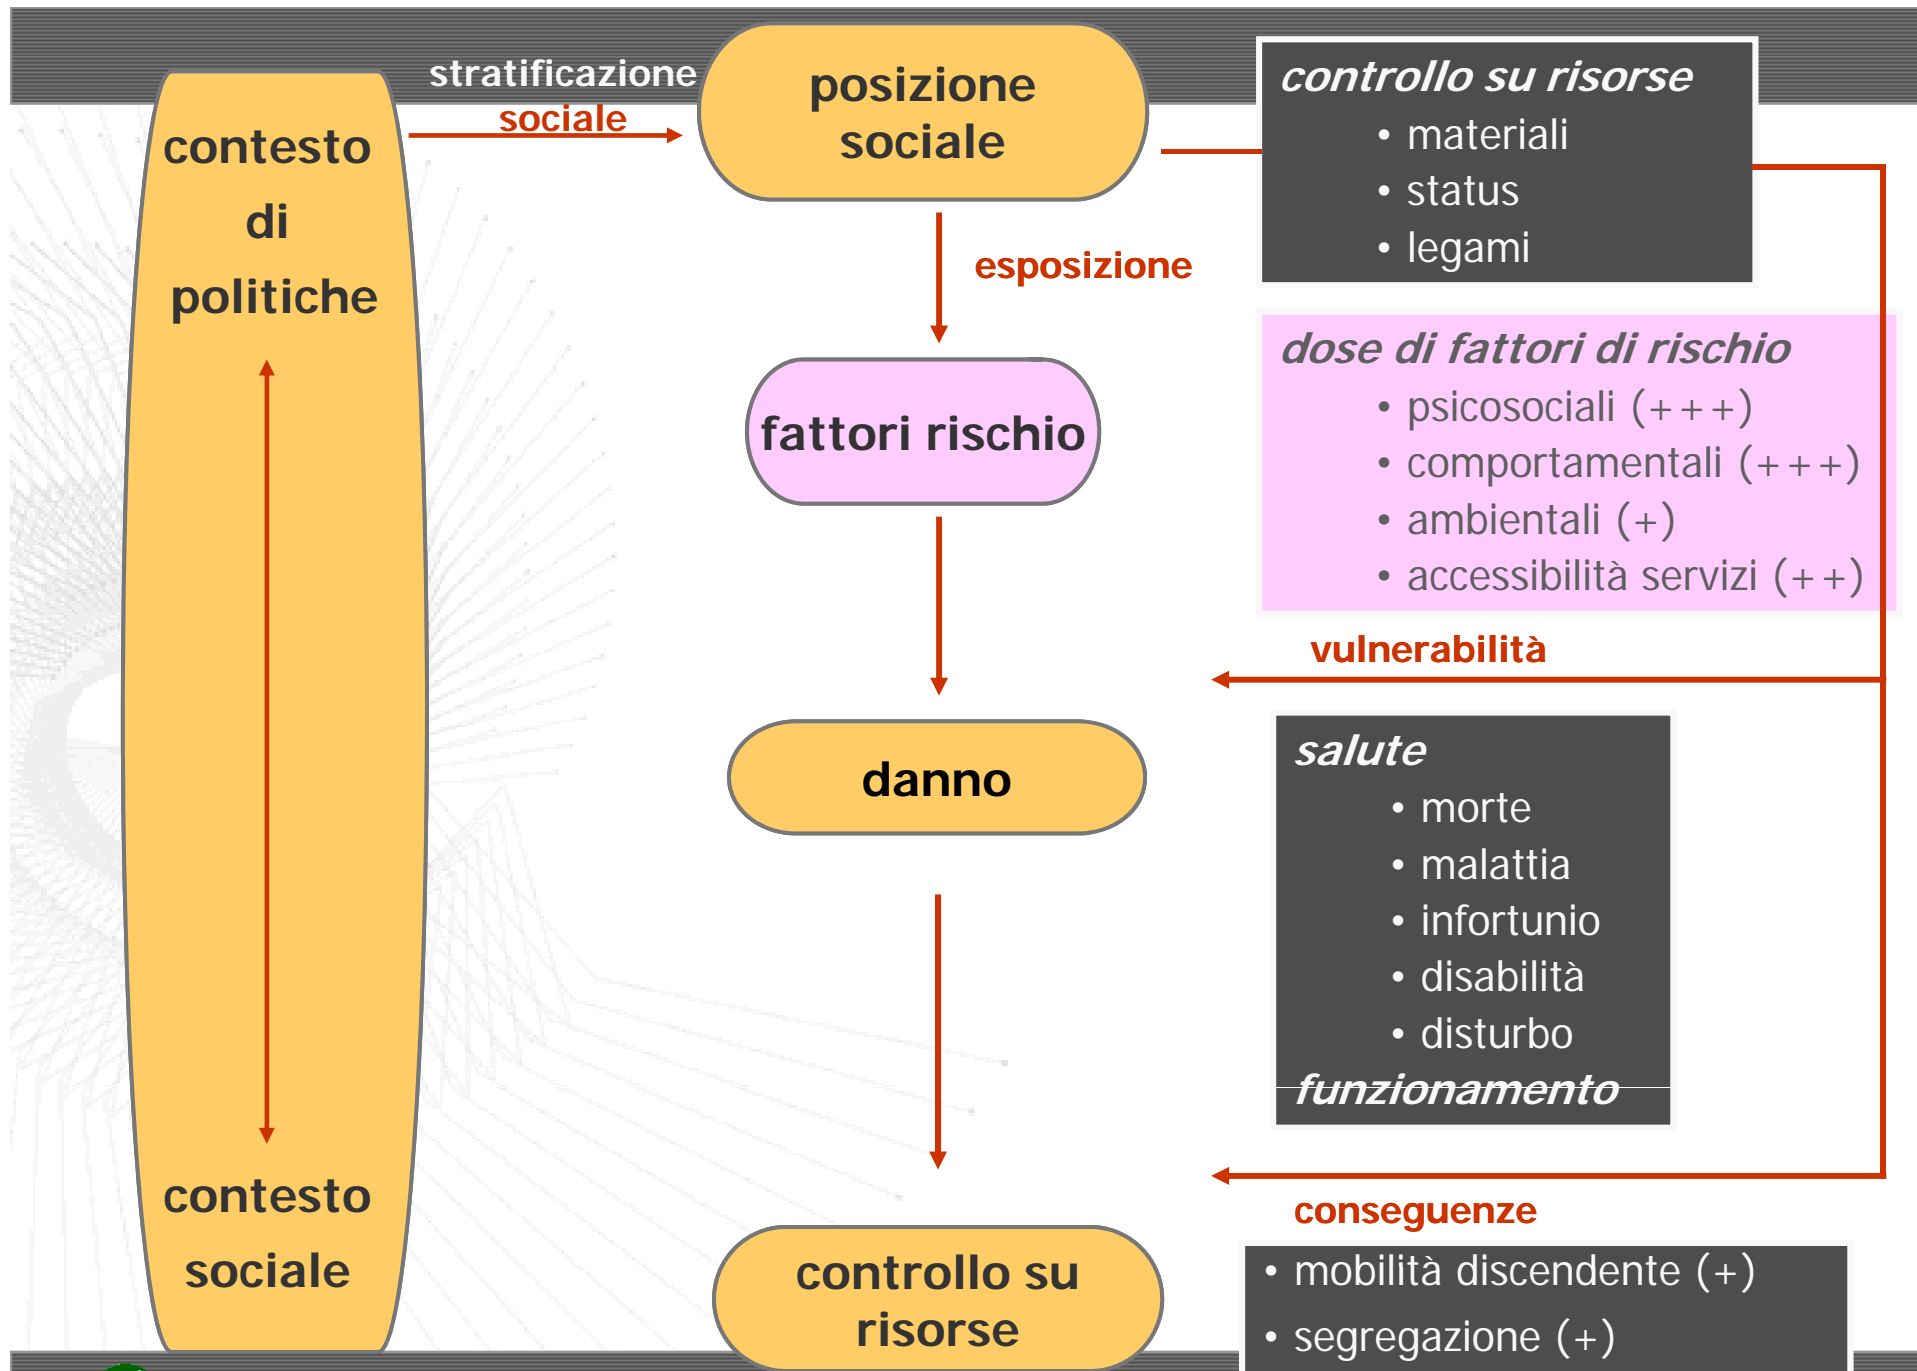 stratificazione
sociale
posizione
sociale
controllo su risorse
• materiali
• status
• legami
contesto
di
politiche
esposizione
dose di fattori di rischio
• psicosociali (+++)
• comportamentali (+++)
• ambientali (+)
• accessibilità servizi (++)
fattori rischio
vulnerabilità
danno
salute
• morte
• malattia
• infortunio
• disabilità
• disturbo
funzionamento
contesto
sociale
conseguenze
controllo su
risorse
• mobilità discendente (+)
• segregazione (+)